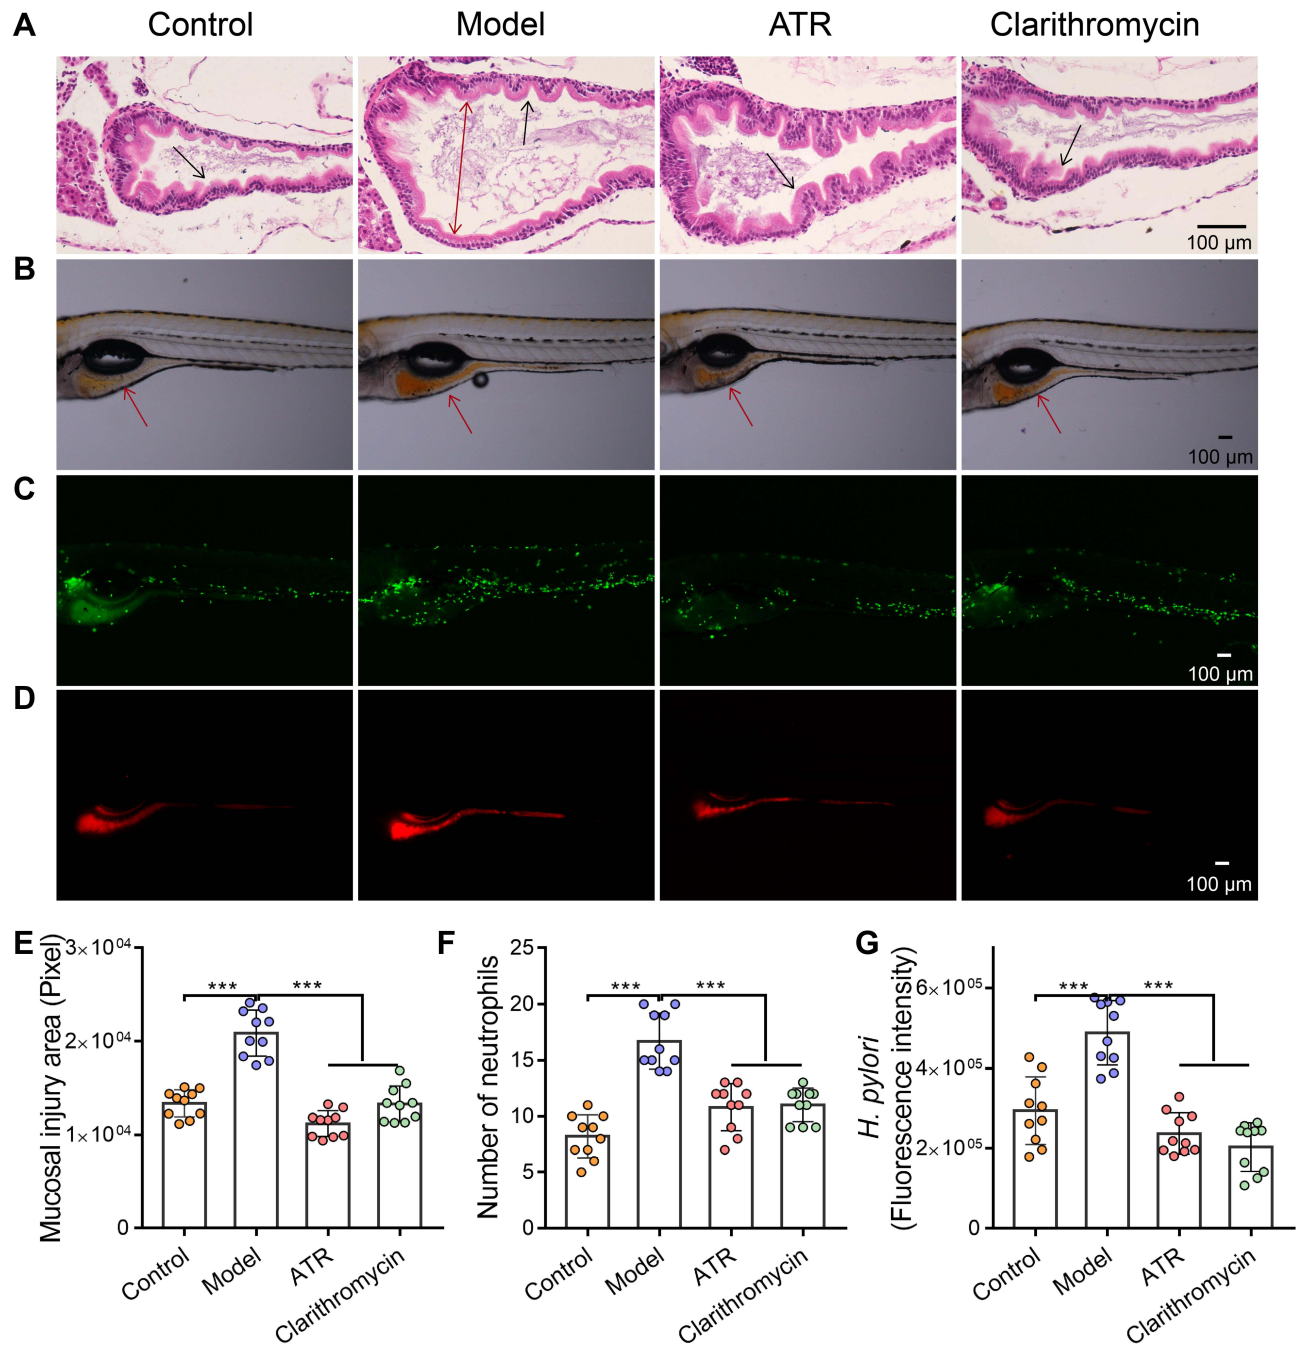 A
Control
Model
ATR
Clarithromycin
100 µm
B
100 µm
C
100 µm
D
100 µm
E
Mucosal injury area (Pixel)
3×10⁰⁴
2×10⁰⁴
1×10⁰⁴
0
***
***
Control
Model
ATR
Clarithromycin
F
Number of neutrophils
25
20
15
10
5
0
***
***
Control
Model
ATR
Clarithromycin
G
H. pylori
(Fluorescence intensity)
6×10⁰⁵
4×10⁰⁵
2×10⁰⁵
0
***
***
Control
Model
ATR
Clarithromycin